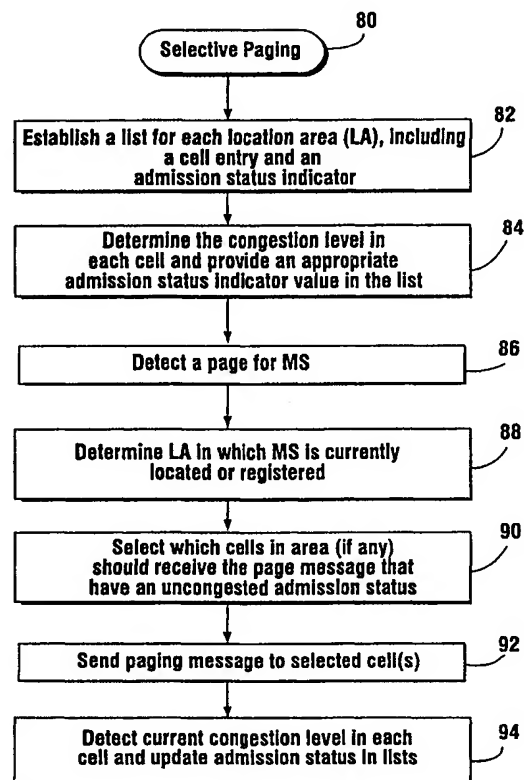 80
Selective Paging
82
Establish a list for each location area (LA), including
a cell entry and an
admission status indicator
84
Determine the congestion level in
each cell and provide an appropriate
admission status indicator value in the list
86
Detect a page for MS
88
Determine LA in which MS is currently
located or registered
90
Select which cells in area (if any)
should receive the page message that
have an uncongested admission status
92
Send paging message to selected cell(s)
94
Detect current congestion level in each
cell and update admission status in lists